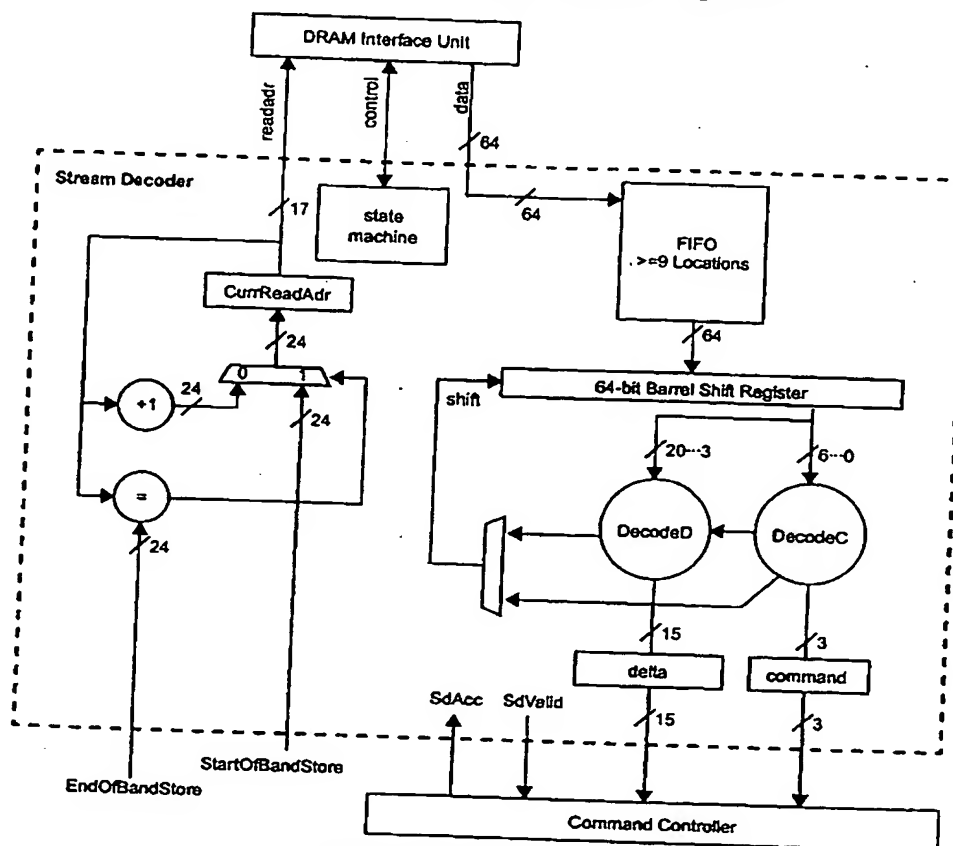 DRAM Interface Unit
readadr
control
data
64
Stream Decoder
17
state
machine
64
FIFO
>=9 Locations
CurrReadAdr
24
64
0 1
64-bit Barrel Shift Register
shift
+1
24
24
20...3
6...0
=
DecodeD
DecodeC
24
15
3
delta
command
SdAcc
SdValid
15
3
StartOfBandStore
EndOfBandStore
Command Controller